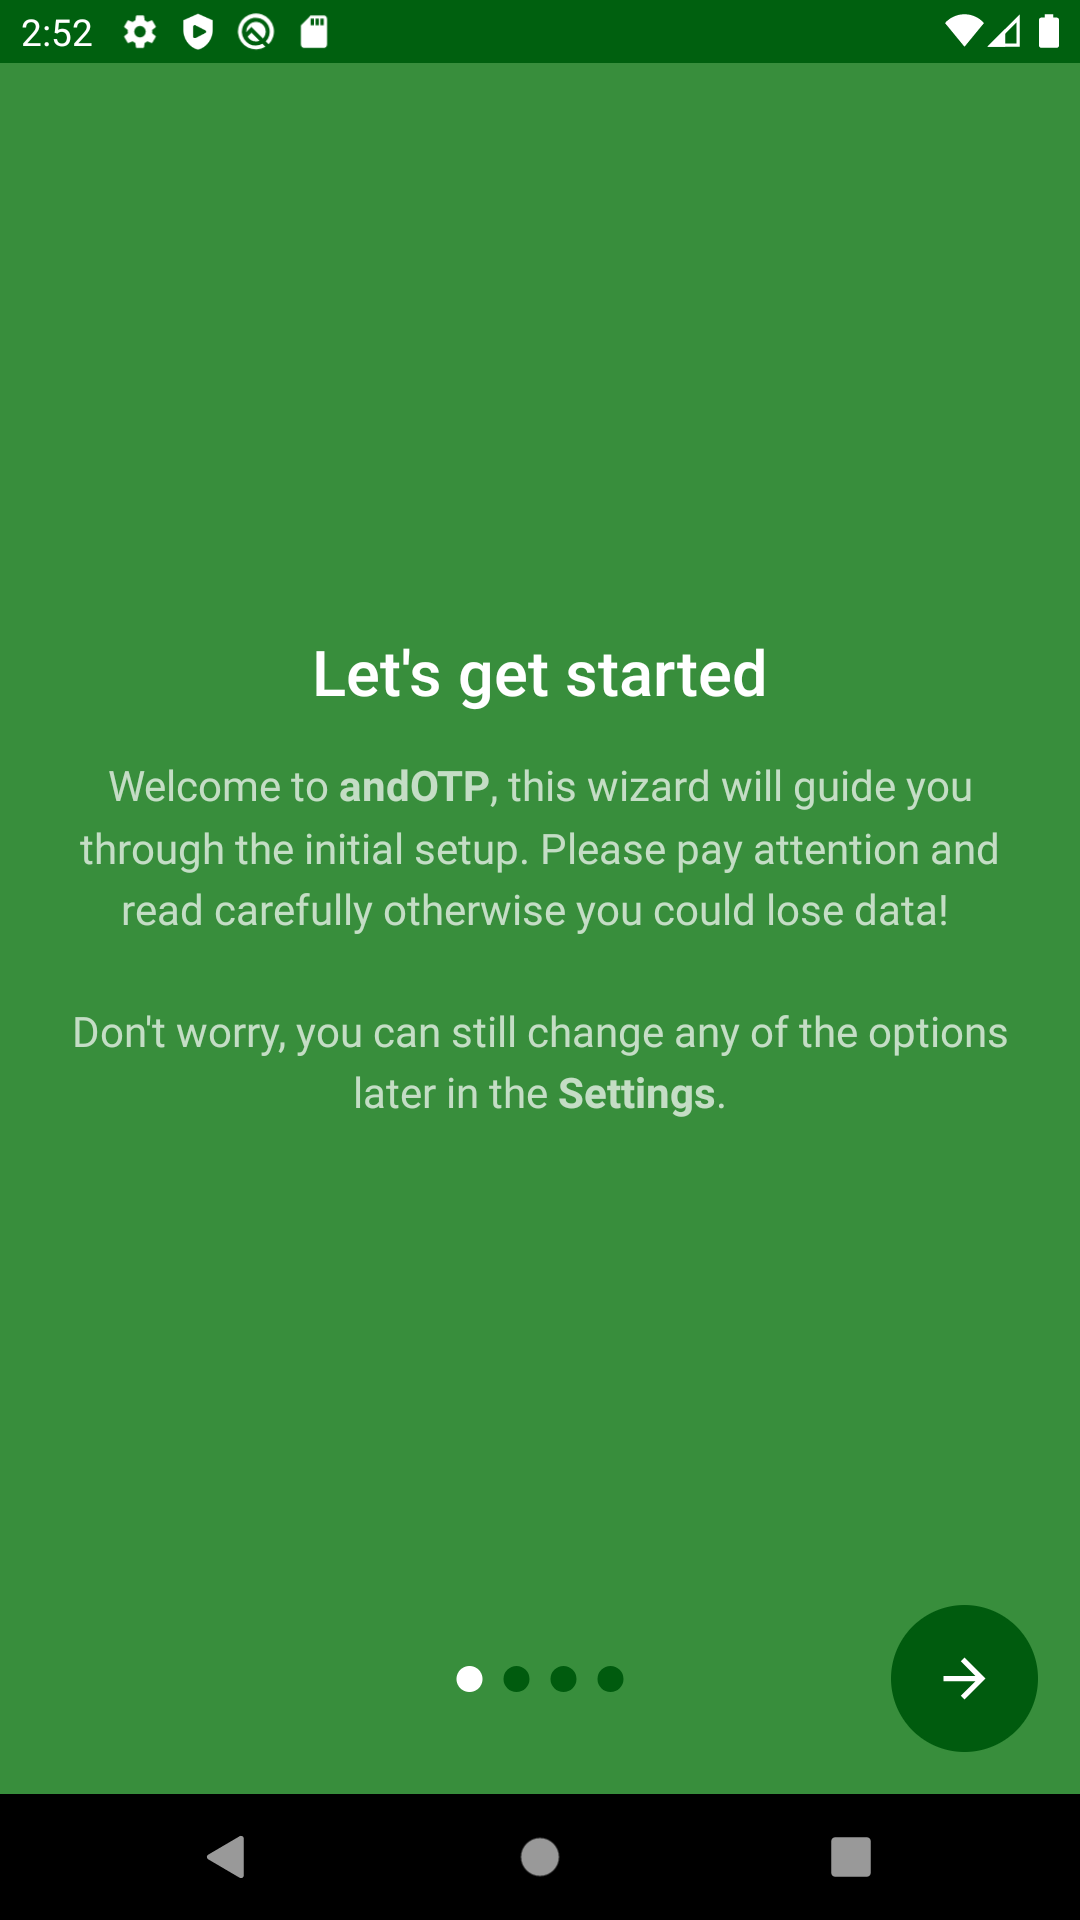 2:52
Let's get started
Welcome to andOTP, this wizard will guide you
through the initial setup. Please pay attention and
read carefully otherwise you could lose data!
Don't worry, you can still change any of the options
later in the Settings.